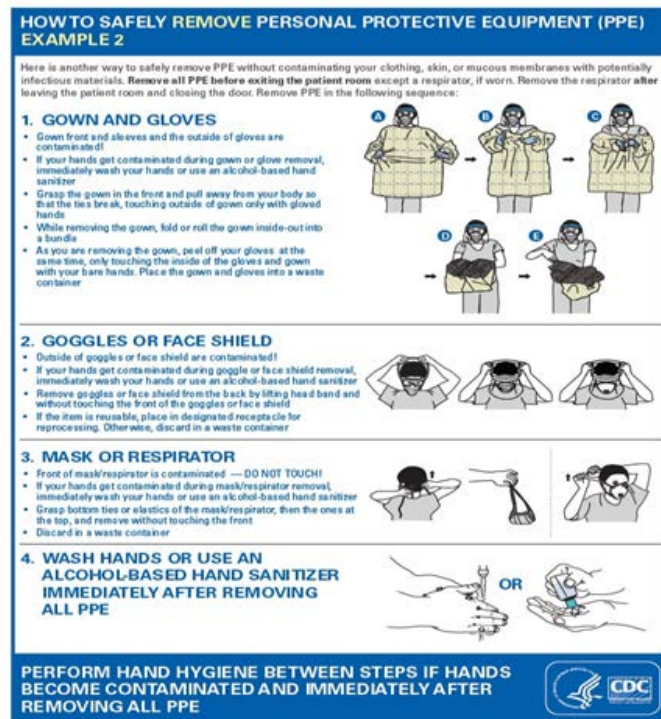 HOW TO SAFELY REMOVE PERSONAL PROTECTIVE EQUIPMENT (PPE)
EXAMPLE 2
Here is another way to safely remove PPE without contaminating your clothing, skin, or mucous membranes with potentially
infectious materials. Remove all PPE before exiting the patient room except a respirator, if worn. Remove the respirator after
leaving the patient room and closing the door. Remove PPE in the following sequence:
1. GOWN AND GLOVES
• Gown front and sleeves and the outside of gloves are
contaminated!
• If your hands get contaminated during gown or glove removal,
immediately wash your hands or use an alcohol-based hand
sanitizer
• Grasp the gown in the front and pull away from your body so
that the ties break, touching outside of gown only with gloved
hands
• While removing the gown, fold or roll the gown inside-out into
a bundle
• As you are removing the gown, peel off your gloves at the
same time, only touching the inside of the gloves and gown
with your bare hands. Place the gown and gloves into a waste
container
A
B
C
D
E
2. GOGGLES OR FACE SHIELD
• Outside of goggles or face shield are contaminated!
• If your hands get contaminated during goggle or face shield removal,
immediately wash your hands or use an alcohol-based hand sanitizer
• Remove goggles or face shield from the back by lifting head band and
without touching the front of the goggles or face shield
• If the item is reusable, place in designated receptacle for
reprocessing. Otherwise, discard in a waste container
3. MASK OR RESPIRATOR
• Front of mask/respirator is contaminated — DO NOT TOUCH!
• If your hands get contaminated during mask/respirator removal,
immediately wash your hands or use an alcohol-based hand sanitizer
• Grasp bottom ties or elastics of the mask/respirator, then the ones at
the top, and remove without touching the front
• Discard in a waste container
4. WASH HANDS OR USE AN
ALCOHOL-BASED HAND SANITIZER
IMMEDIATELY AFTER REMOVING
ALL PPE
OR
PERFORM HAND HYGIENE BETWEEN STEPS IF HANDS
BECOME CONTAMINATED AND IMMEDIATELY AFTER
REMOVING ALL PPE
CDC